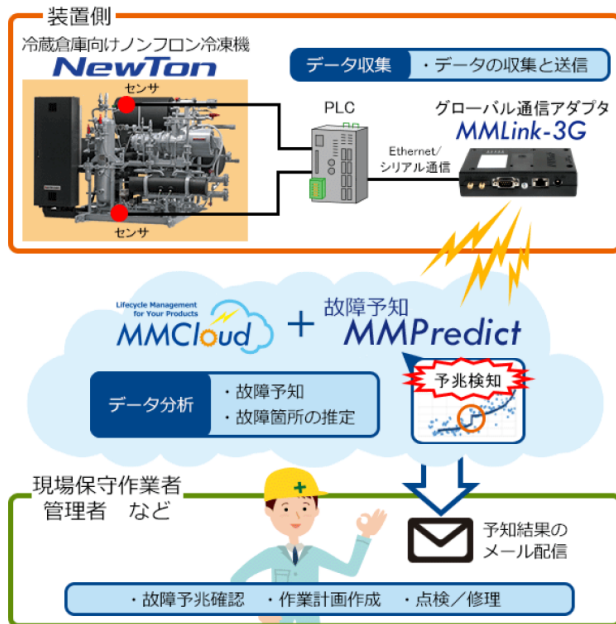 装置側
冷蔵倉庫向けノンフロン冷凍機
NewTon
センサ
センサ
データ収集
・データの収集と送信
PLC
Ethernet/
シリアル通信
グローバル通信アダプタ
MMLink-3G
Lifecycle Management
for Your Products
MMCloud
+
故障予知
MMPredict
予兆検知
データ分析
・故障予知
・故障箇所の推定
現場保守作業者
管理者　など
予知結果の
メール配信
・故障予兆確認　・作業計画作成　・点検／修理